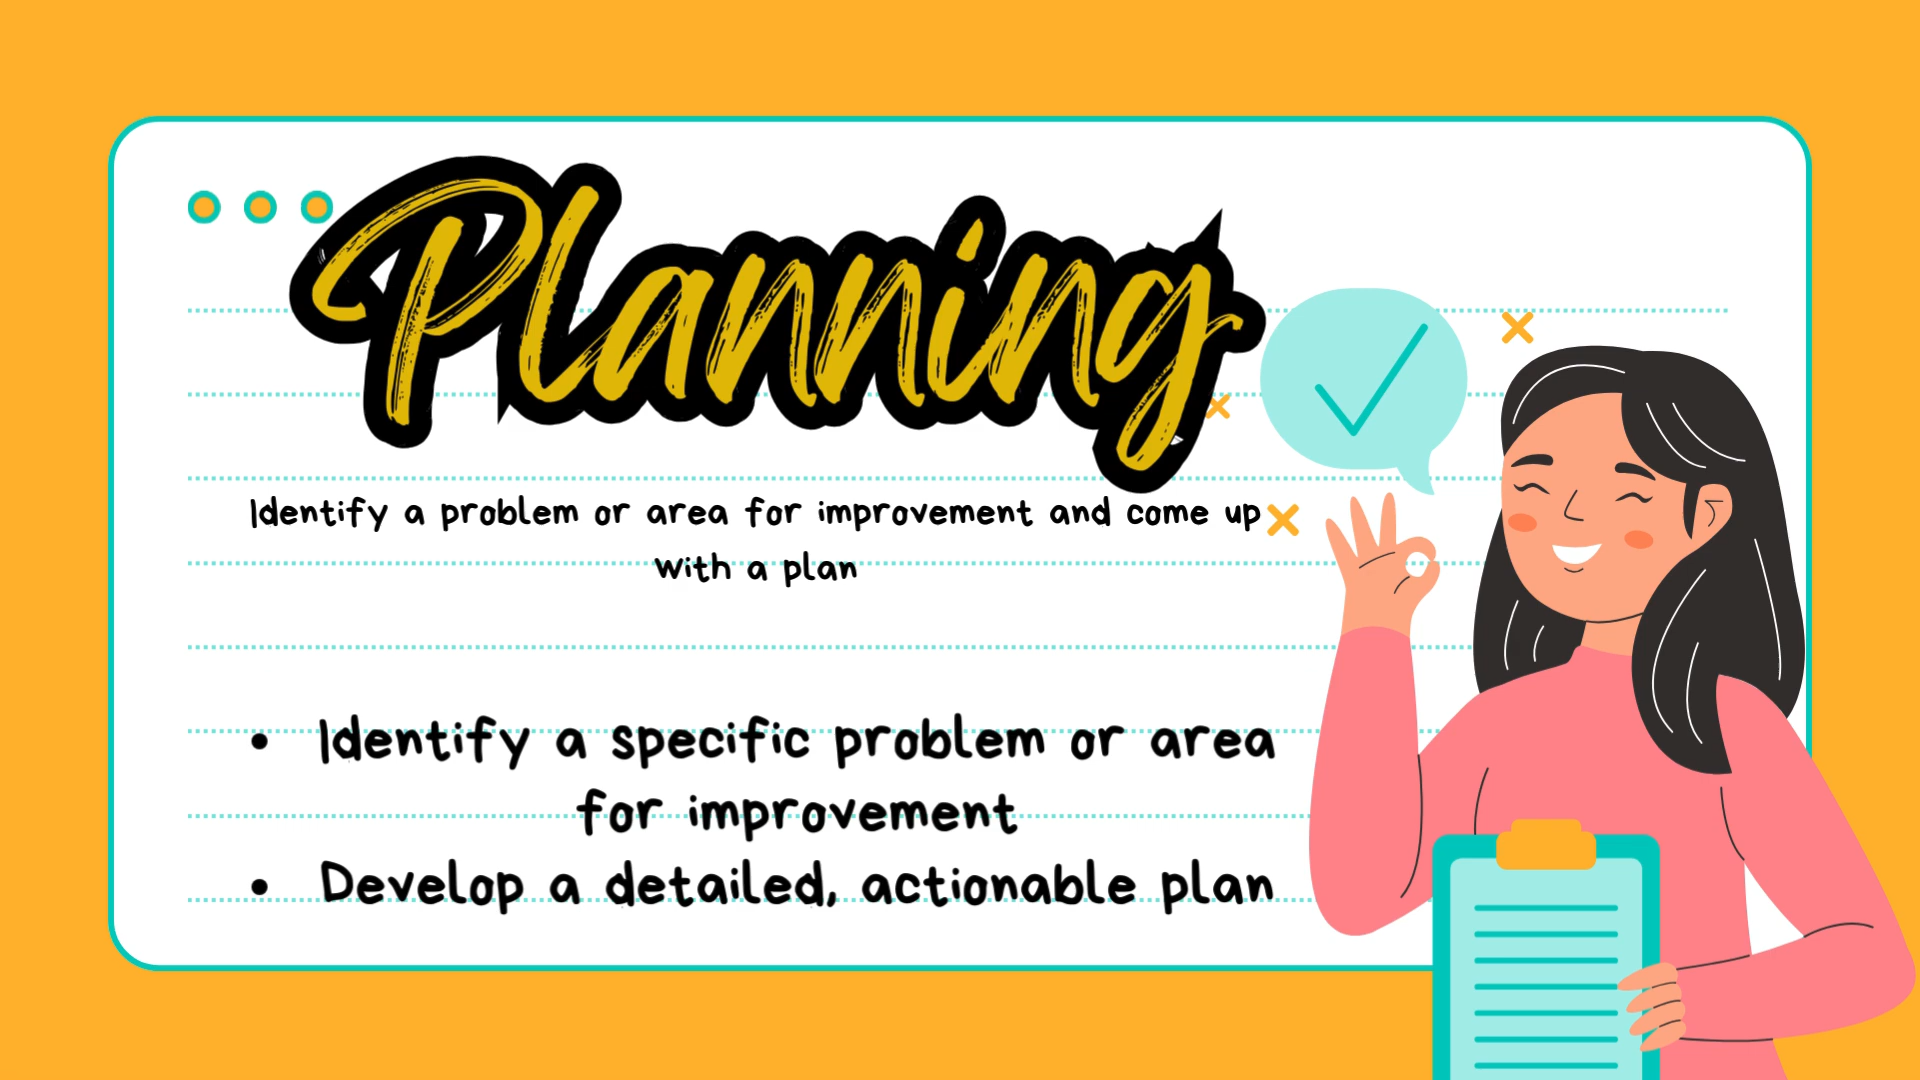 Planning
Identify a problem or area for improvement and come up
with a plan
• Identify a specific problem or area
for improvement
• Develop a detailed, actionable plan